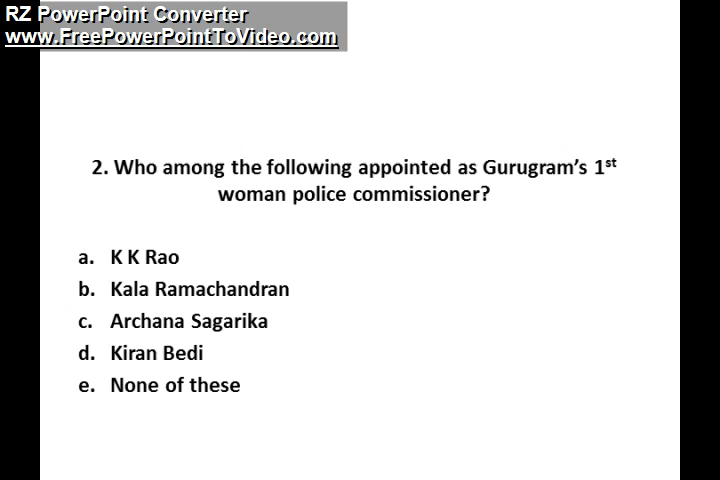 RZ PowerPoint Converter
www.FreePowerPointToVideo.com
2. Who among the following appointed as Gurugram's 1st
woman police commissioner?
a. K K Rao
b. Kala Ramachandran
c. Archana Sagarika
d. Kiran Bedi
e. None of these